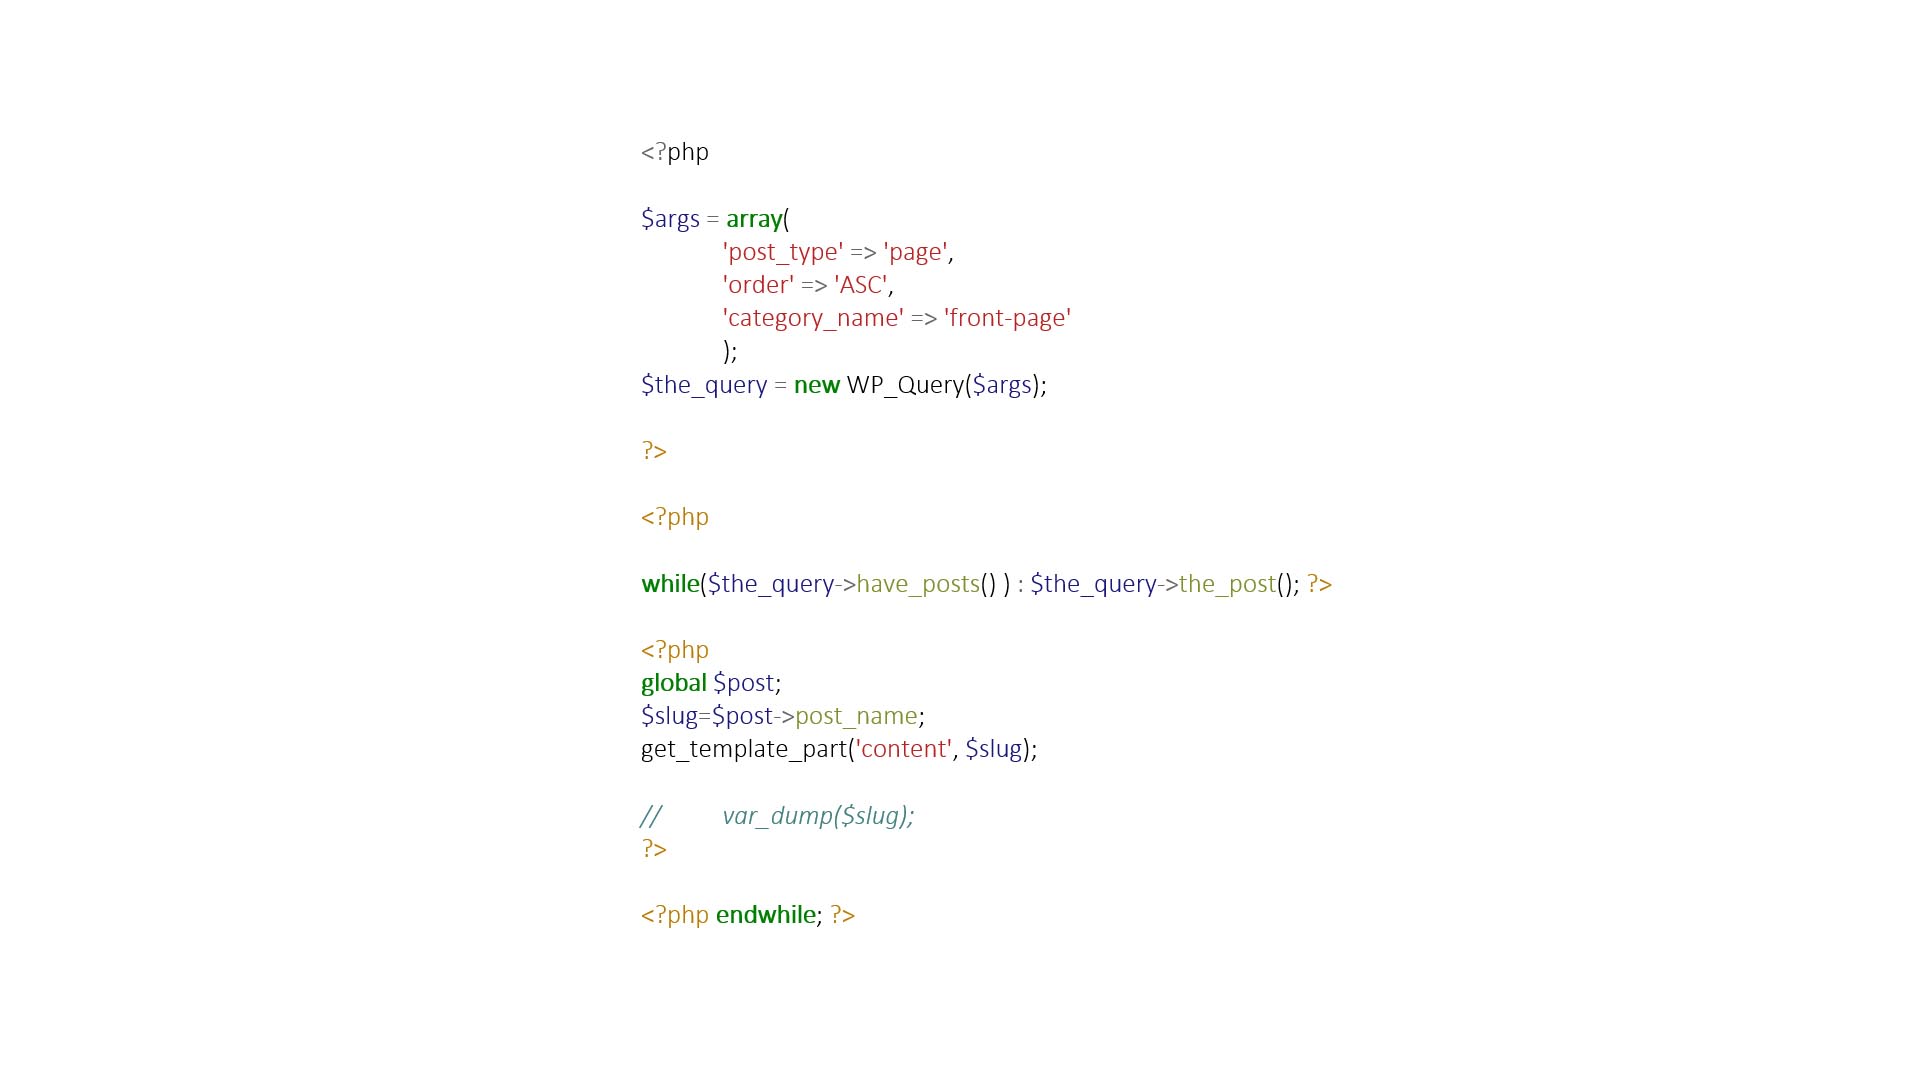 <?php
$args = array(
'post_type' => 'page',
'order' => 'ASC',
'category_name' => 'front-page'
);
$the_query = new WP_Query($args);
?>
<?php
while($the_query->have_posts() ) : $the_query->the_post(); ?>
<?php
global $post;
$slug=$post->post_name;
get_template_part('content', $slug);
// var_dump($slug);
?>
<?php endwhile; ?>